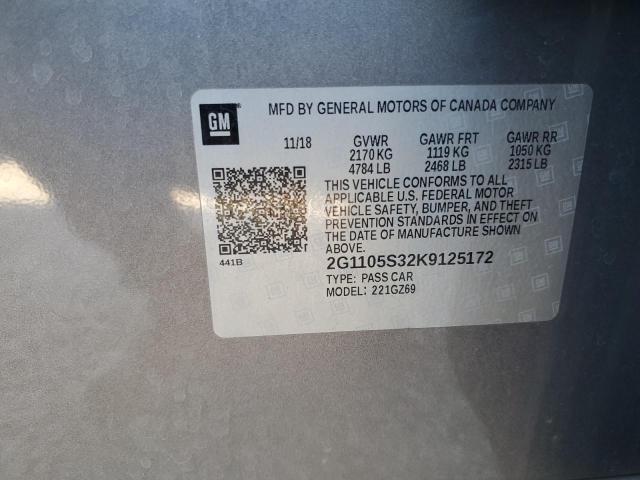 GM
MFD BY GENERAL MOTORS OF CANADA COMPANY
11/18 GVWR GAWR FRT GAWR RR
2170 KG 1119 KG 1050 KG
4784 LB 2468 LB 2315 LB
THIS VEHICLE CONFORMS TO ALL
APPLICABLE U.S. FEDERAL MOTOR
VEHICLE SAFETY, BUMPER, AND THEFT
PREVENTION STANDARDS IN EFFECT ON
THE DATE OF MANUFACTURE SHOWN
ABOVE.
441B
2G1105S32K9125172
TYPE: PASS CAR
MODEL: 221GZ69